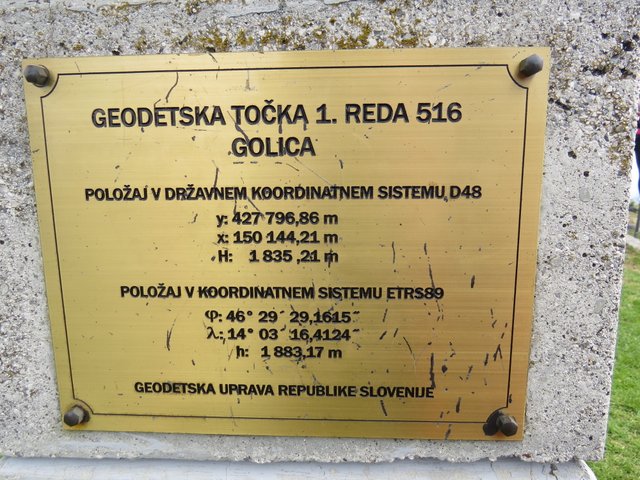 GEODETSKA TOČKA 1. REDA 516
GOLICA
POLOŽAJ V DRŽAVNEM KOORDINATNEM SISTEMU D48
y: 427 796,86 m
x: 150 144,21 m
H: 1 835 ,21 m
POLOŽAJ V KOORDINATNEM SISTEMU ETRS89
φ: 46° 29´ 29,1615˝
λ: 14° 03´ 16,4124˝
h: 1 883,17 m
GEODETSKA UPRAVA REPUBLIKE SLOVENIJE